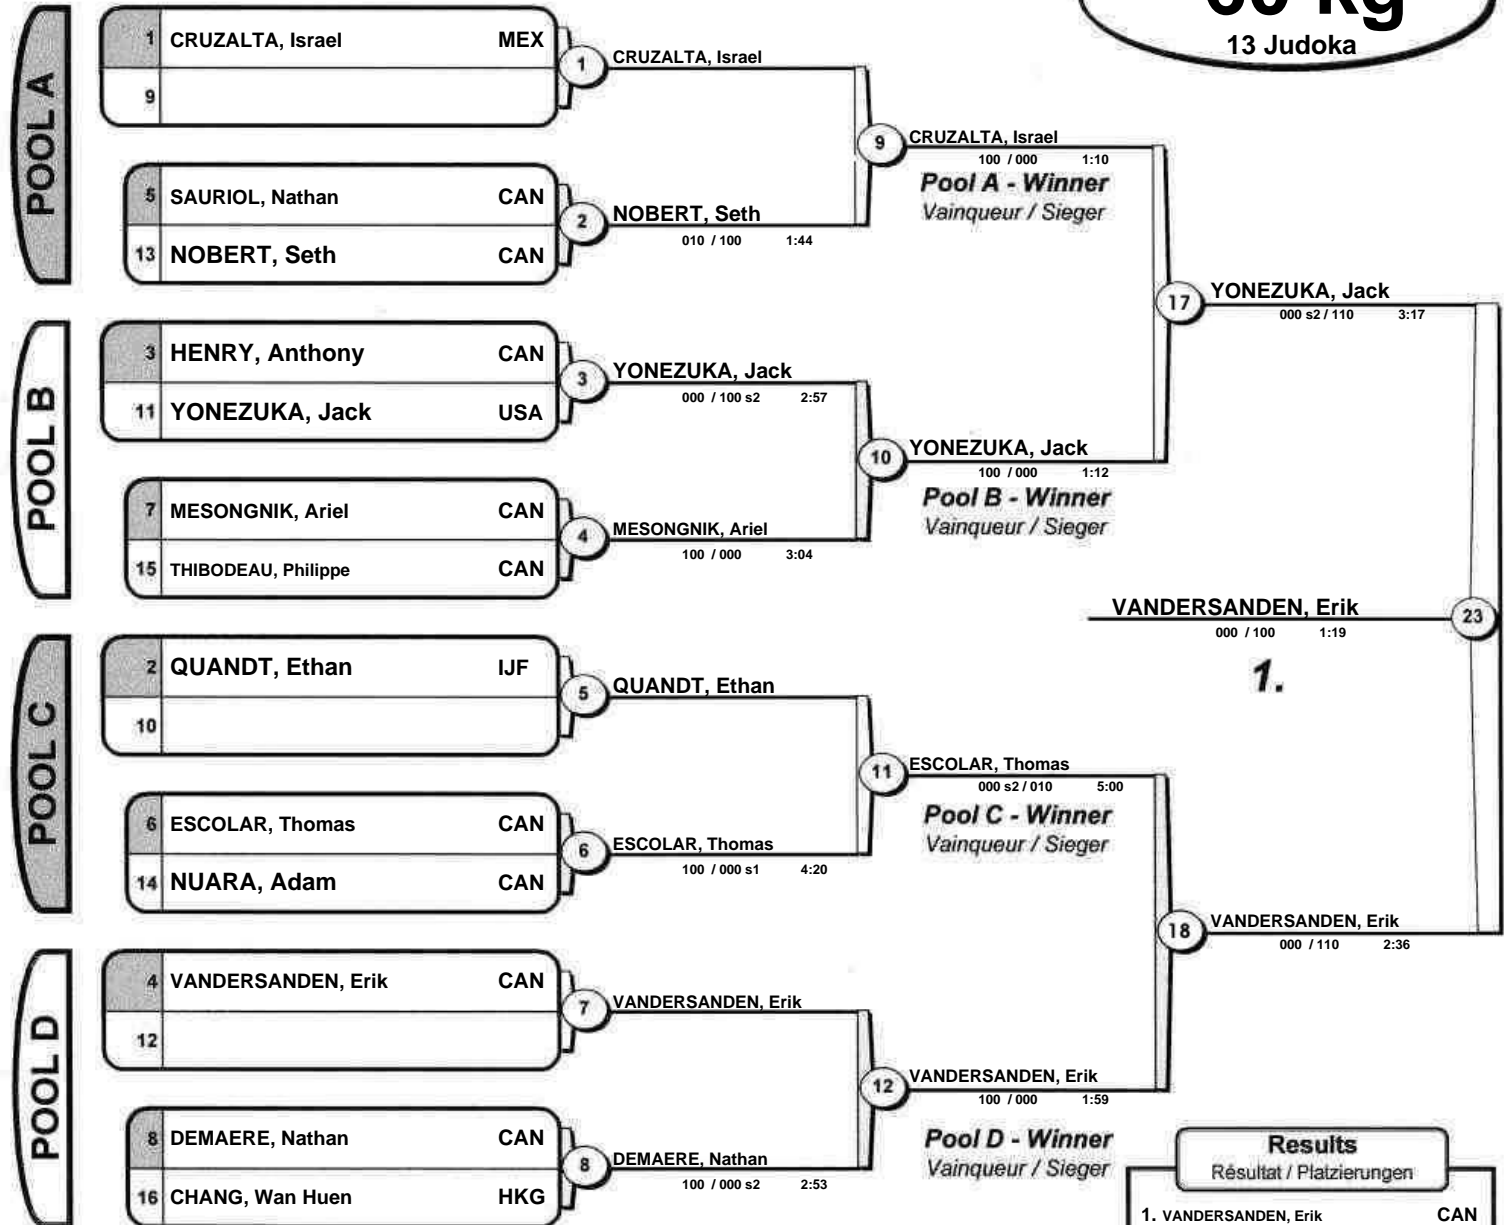 60 kg
13 Judoka
POOL A
1 CRUZALTA, Israel MEX
9
1 CRUZALTA, Israel
5 SAURIOL, Nathan CAN
13 NOBERT, Seth CAN
2 NOBERT, Seth
010 / 100 1:44
9 CRUZALTA, Israel
100 / 000 1:10
Pool A - Winner
Vainqueur / Sieger
POOL B
3 HENRY, Anthony CAN
11 YONEZUKA, Jack USA
3 YONEZUKA, Jack
000 / 100 s2 2:57
7 MESONGNIK, Ariel CAN
15 THIBODEAU, Philippe CAN
4 MESONGNIK, Ariel
100 / 000 3:04
10 YONEZUKA, Jack
100 / 000 1:12
Pool B - Winner
Vainqueur / Sieger
17 YONEZUKA, Jack
000 s2 / 110 3:17
VANDERSANDEN, Erik 23
000 / 100 1:19
1.
POOL C
2 QUANDT, Ethan IJF
10
5 QUANDT, Ethan
6 ESCOLAR, Thomas CAN
14 NUARA, Adam CAN
6 ESCOLAR, Thomas
100 / 000 s1 4:20
11 ESCOLAR, Thomas
000 s2 / 010 5:00
Pool C - Winner
Vainqueur / Sieger
POOL D
4 VANDERSANDEN, Erik CAN
12
7 VANDERSANDEN, Erik
8 DEMAERE, Nathan CAN
16 CHANG, Wan Huen HKG
8 DEMAERE, Nathan
100 / 000 s2 2:53
12 VANDERSANDEN, Erik
100 / 000 1:59
Pool D - Winner
Vainqueur / Sieger
18 VANDERSANDEN, Erik
000 / 110 2:36
Results
Résultat / Platzierungen
1. VANDERSANDEN, Erik CAN